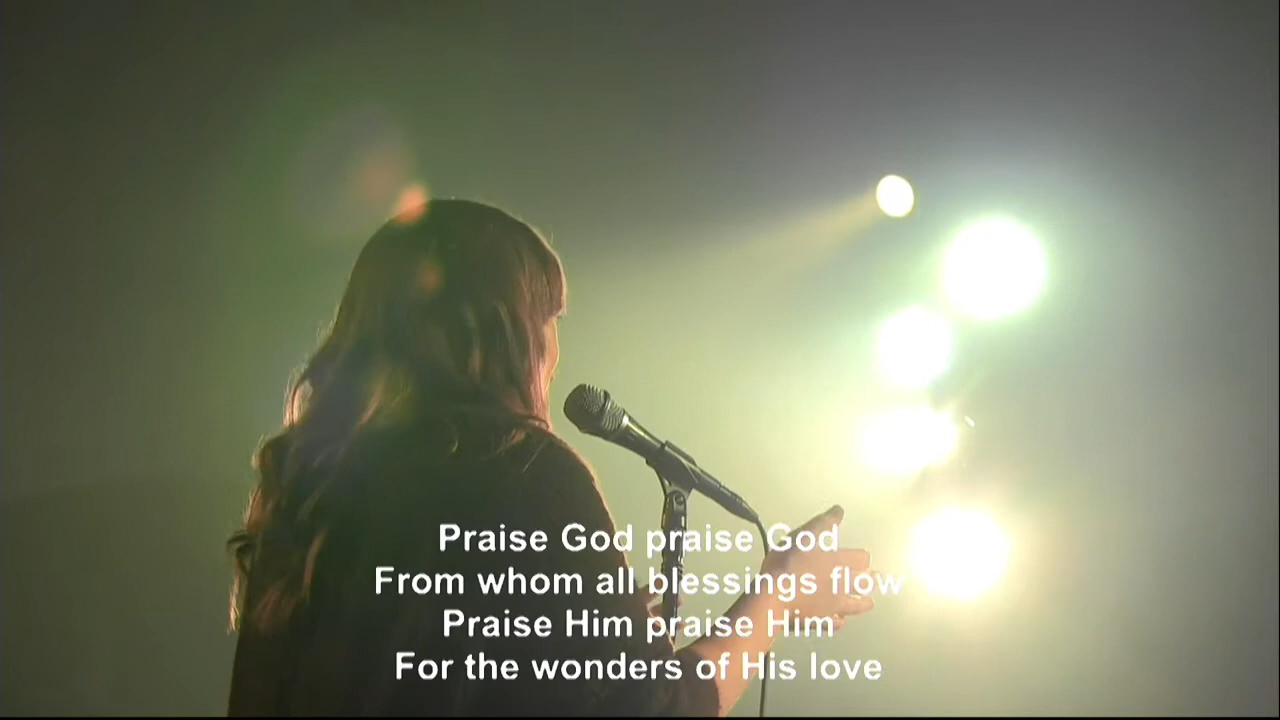 Praise God praise God
From whom all blessings flow
Praise Him praise Him
For the wonders of His love